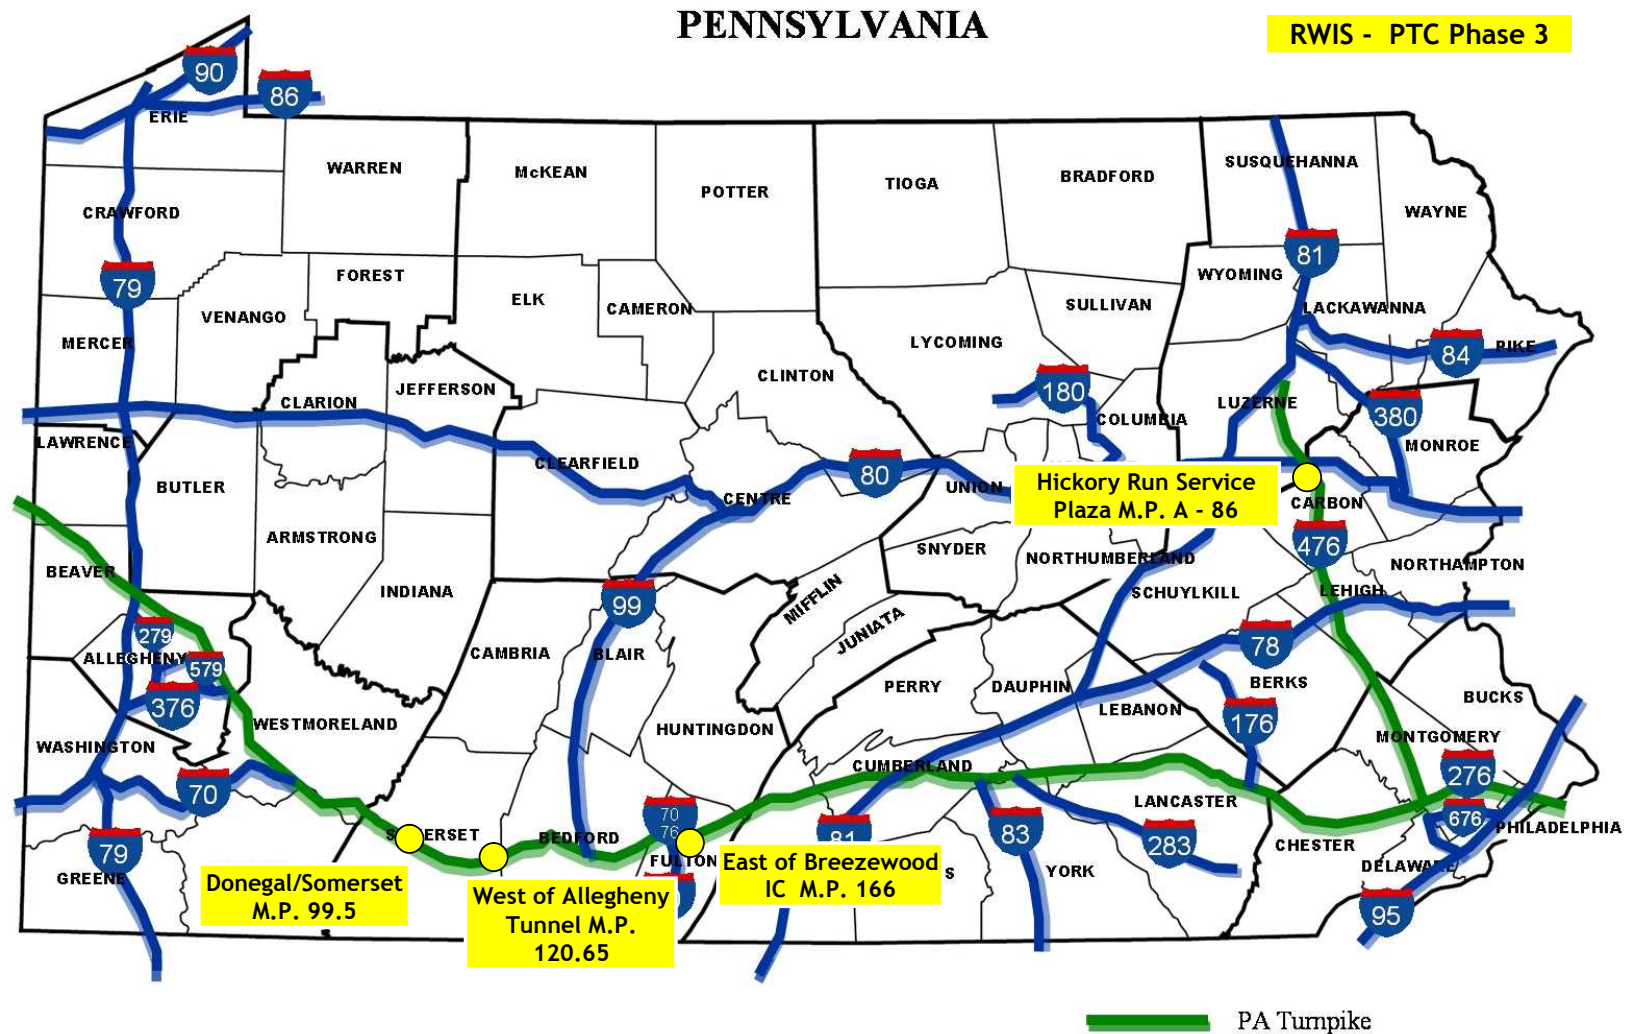 PENNSYLVANIA
RWIS - PTC Phase 3
90
86
ERIE
WARREN
McKEAN
POTTER
TIOGA
BRADFORD
SUSQUEHANNA
WAYNE
CRAWFORD
79
FOREST
VENANGO
ELK
CAMERON
SULLIVAN
WYOMING
81
LACKAWANNA
MERCER
LYCOMING
84
PIKE
CLARION
JEFFERSON
CLINTON
180
COLUMBIA
LUZERNE
380
MONROE
LAWRENCE
BUTLER
CLEARFIELD
CENTRE
80
UNION
Hickory Run Service
Plaza M.P. A - 86
CARBON
ARMSTRONG
SNYDER
NORTHUMBERLAND
476
NORTHAMPTON
BEAVER
INDIANA
99
MIFFLIN
JUNIATA
SCHUYLKILL
LEHIGH
279
ALLEGHENY
579
376
CAMBRIA
BLAIR
PERRY
DAUPHIN
78
BERKS
BUCKS
WESTMORELAND
HUNTINGDON
LEBANON
176
MONTGOMERY
WASHINGTON
CUMBERLAND
276
70
70
76
LANCASTER
676
PHILADELPHIA
79
GREENE
BEDFORD
FULTON
81
83
YORK
283
CHESTER
DELAWARE
95
Donegal/Somerset
M.P. 99.5
West of Allegheny
Tunnel M.P.
120.65
East of Breezewood
IC M.P. 166
S
PA Turnpike